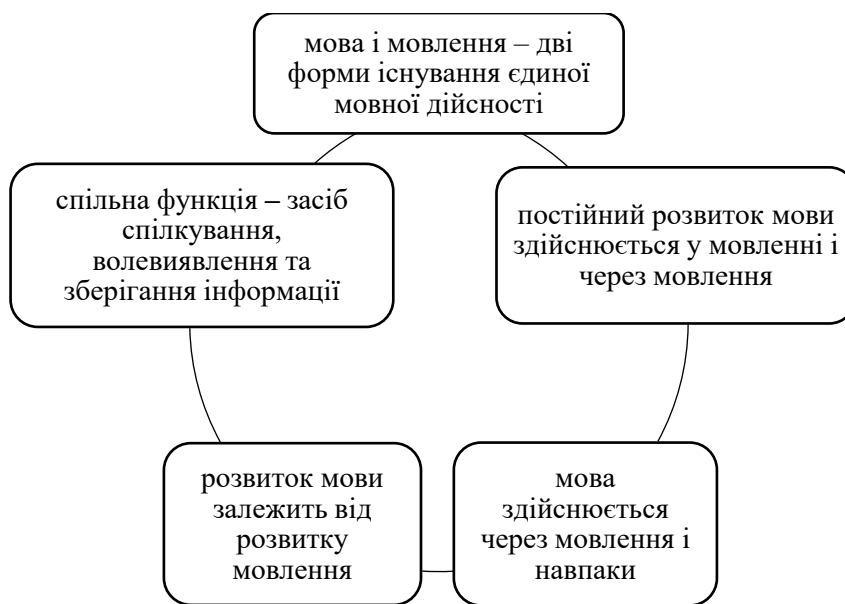 мова і мовлення – дві
форми існування єдиної
мовної дійсності
спільна функція – засіб
спілкування,
волевиявлення та
зберігання інформації
постійний розвиток мови
здійснюється у мовленні і
через мовлення
розвиток мови
залежить від
розвитку
мовлення
мова
здійснюється
через мовлення і
навпаки